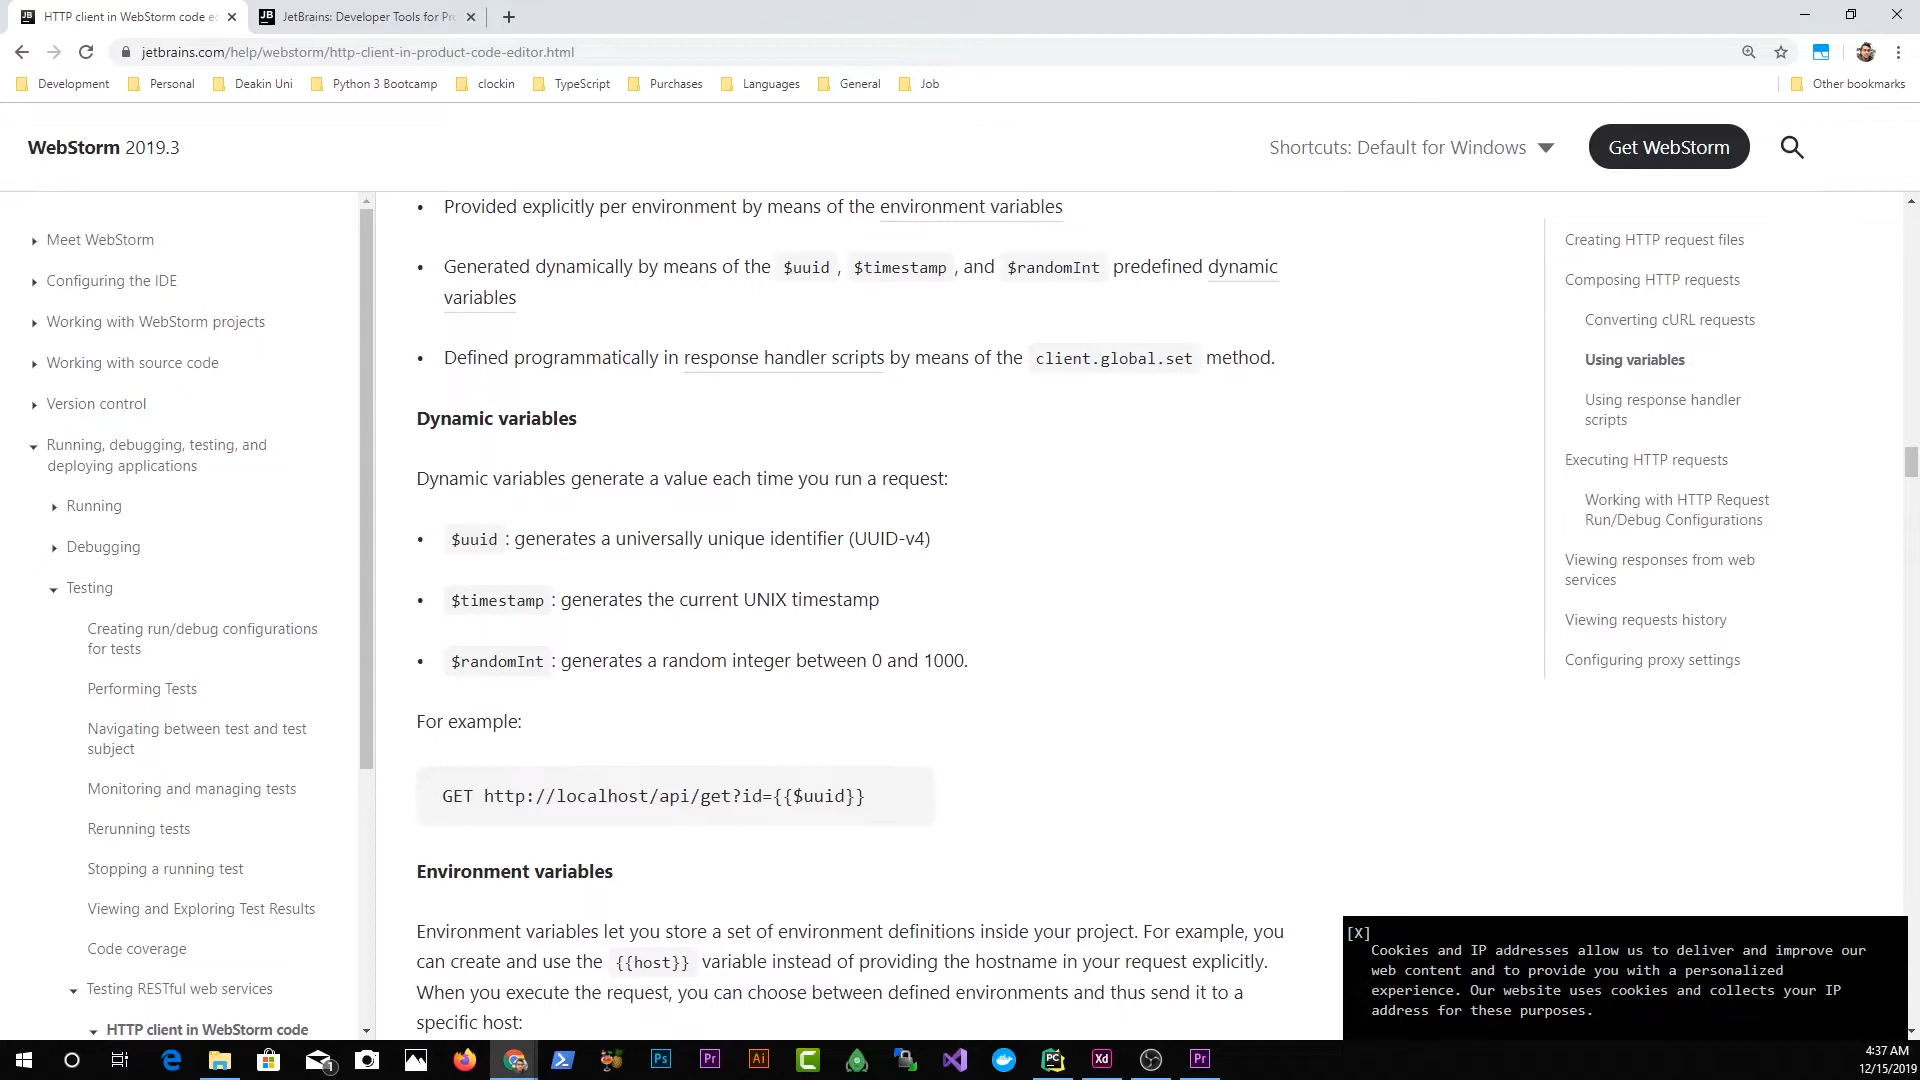 HTTP client in WebStorm code ec
JetBrains: Developer Tools for Pro
jetbrains.com/help/webstorm/http-client-in-product-code-editor.html
Development
Personal
Deakin Uni
Python 3 Bootcamp
clockin
TypeScript
Purchases
Languages
General
Job
Other bookmarks
WebStorm 2019.3
Shortcuts: Default for Windows
Get WebStorm
Meet WebStorm
Configuring the IDE
Working with WebStorm projects
Working with source code
Version control
Running, debugging, testing, and
deploying applications
Running
Debugging
Testing
Creating run/debug configurations
for tests
Performing Tests
Navigating between test and test
subject
Monitoring and managing tests
Rerunning tests
Stopping a running test
Viewing and Exploring Test Results
Code coverage
Testing RESTful web services
HTTP client in WebStorm code
• Provided explicitly per environment by means of the environment variables
• Generated dynamically by means of the $uuid , $timestamp , and $randomInt predefined dynamic
variables
• Defined programmatically in response handler scripts by means of the client.global.set method.
Dynamic variables
Dynamic variables generate a value each time you run a request:
• $uuid : generates a universally unique identifier (UUID-v4)
• $timestamp : generates the current UNIX timestamp
• $randomInt : generates a random integer between 0 and 1000.
For example:
GET http://localhost/api/get?id={{$uuid}}
Environment variables
Environment variables let you store a set of environment definitions inside your project. For example, you
can create and use the {{host}} variable instead of providing the hostname in your request explicitly.
When you execute the request, you can choose between defined environments and thus send it to a
specific host:
Creating HTTP request files
Composing HTTP requests
Converting cURL requests
Using variables
Using response handler
scripts
Executing HTTP requests
Working with HTTP Request
Run/Debug Configurations
Viewing responses from web
services
Viewing requests history
Configuring proxy settings
[X]
Cookies and IP addresses allow us to deliver and improve our
web content and to provide you with a personalized
experience. Our website uses cookies and collects your IP
address for these purposes.
4:37 AM
12/15/2019